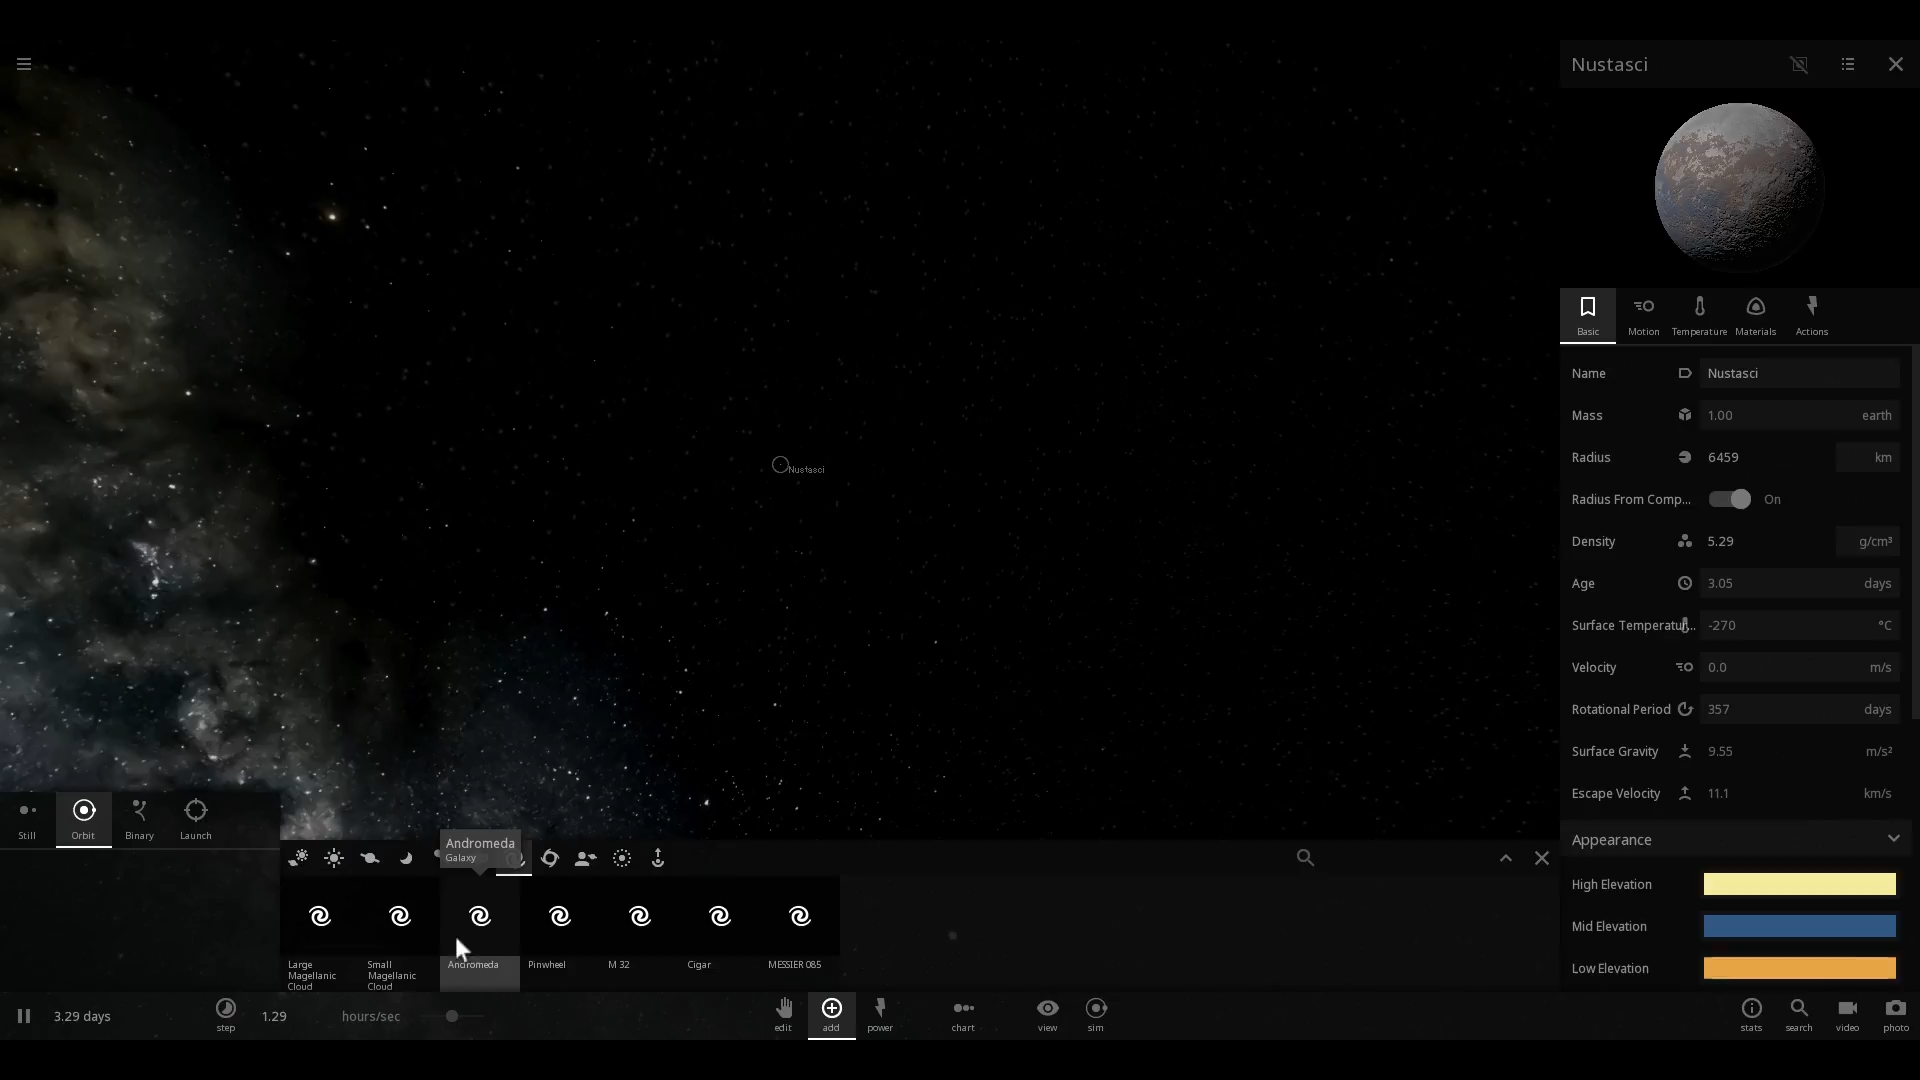 Nustasci
Basic
Motion
Temperature
Materials
Actions
Name
Nustasci
Mass
1.00
earth
Radius
6459
km
Radius From Comp...
On
Density
5.29
g/cm³
Age
3.05
days
Surface Temperatur...
-270
°C
Velocity
0.0
m/s
Rotational Period
357
days
Surface Gravity
9.55
m/s²
Escape Velocity
11.1
km/s
Appearance
High Elevation
Mid Elevation
Low Elevation
Nustasci
Still
Orbit
Binary
Launch
Andromeda
Galaxy
Large
Magellanic
Cloud
Small
Magellanic
Cloud
Andromeda
Pinwheel
M 32
Cigar
MESSIER 085
3.29 days
step
1.29
hours/sec
edit
add
power
chart
view
sim
stats
search
video
photo